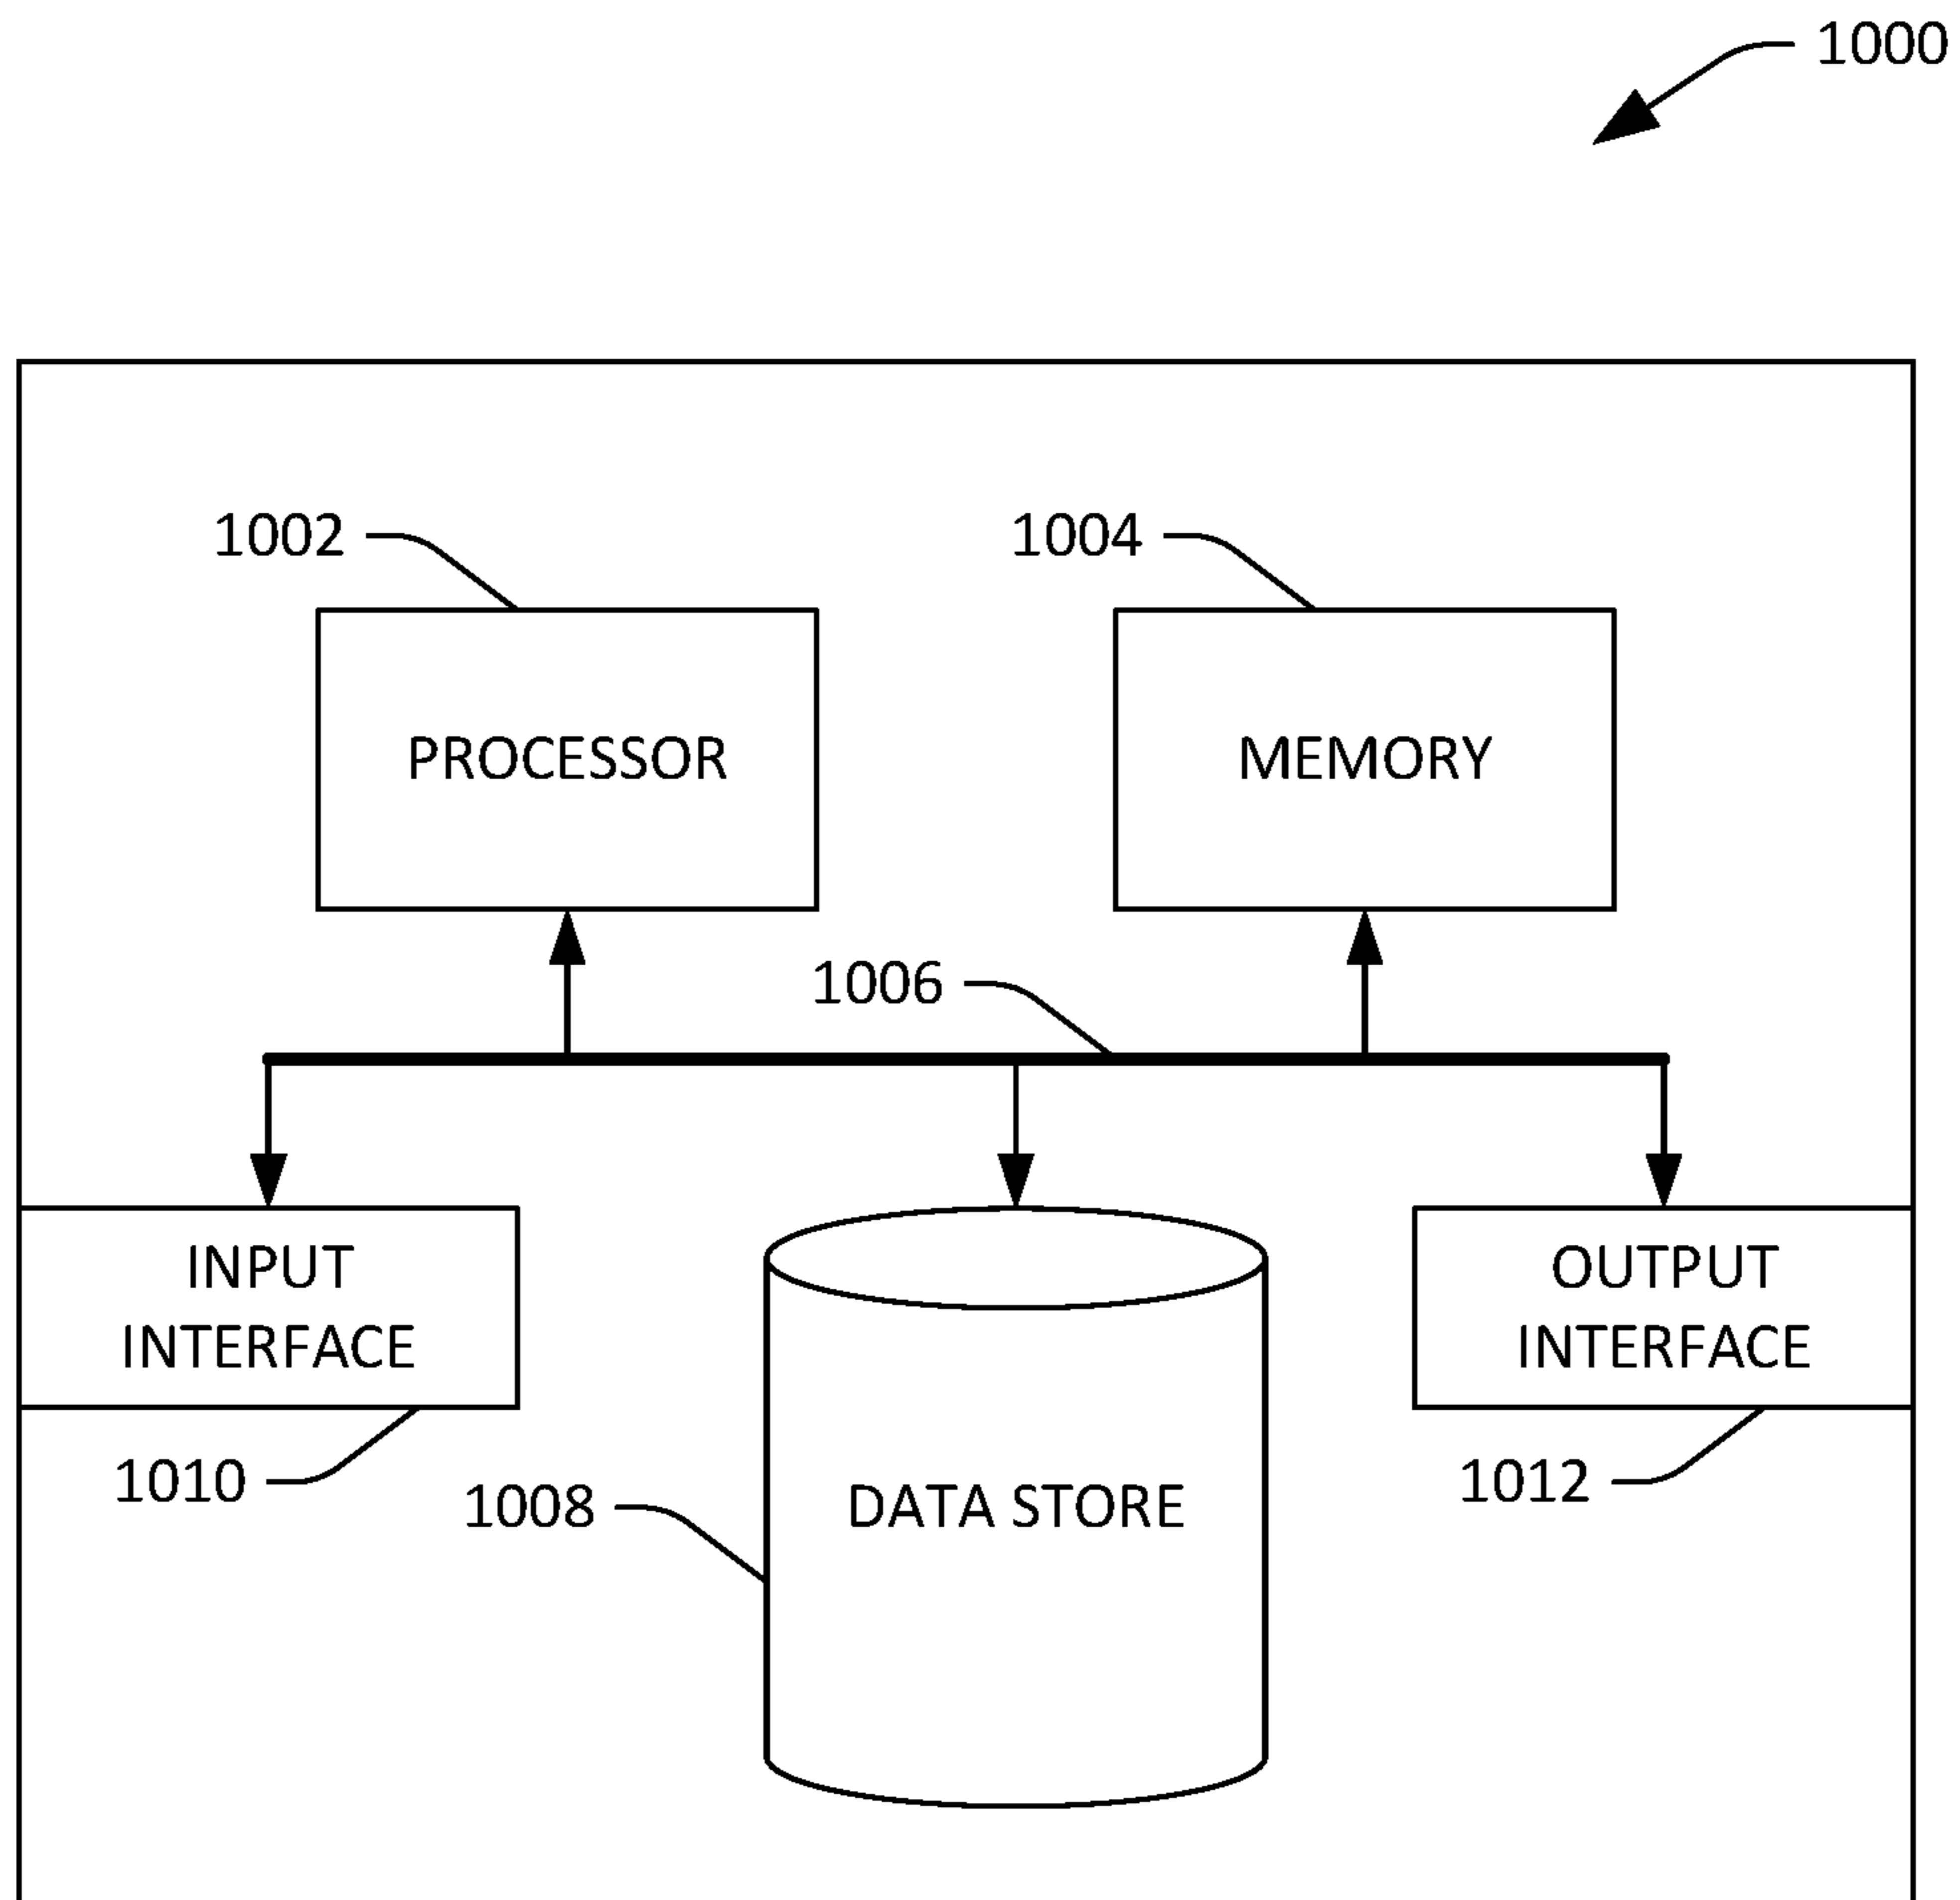 1000
1002
1004
PROCESSOR
MEMORY
1006
INPUT
INTERFACE
OUTPUT
INTERFACE
1010
1008
DATA STORE
1012